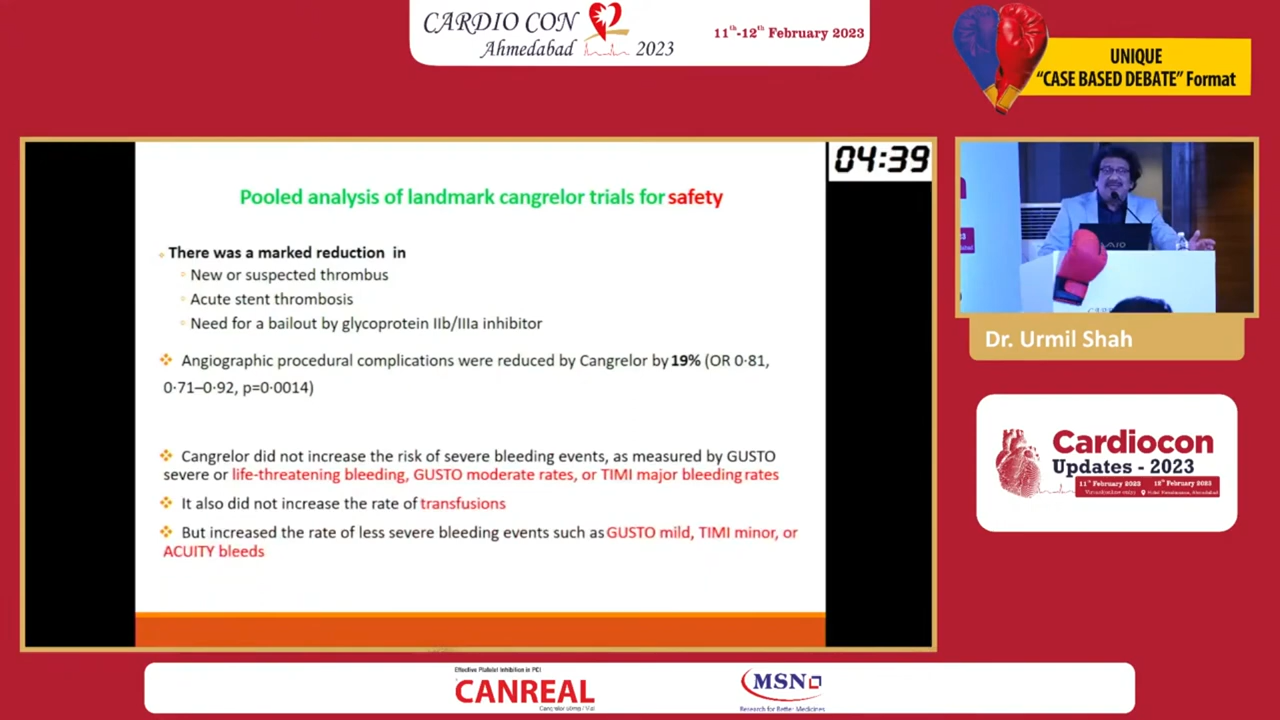 CARDIO CON
Ahmedabad 2023
11th-12th February 2023
UNIQUE
“CASE BASED DEBATE” Format
04:39
Pooled analysis of landmark cangrelor trials for safety
There was a marked reduction in
New or suspected thrombus
Acute stent thrombosis
Need for a bailout by glycoprotein IIb/IIIa inhibitor
Angiographic procedural complications were reduced by Cangrelor by 19% (OR 0·81,
0·71–0·92, p=0·0014)
Cangrelor did not increase the risk of severe bleeding events, as measured by GUSTO
severe or life-threatening bleeding, GUSTO moderate rates, or TIMI major bleeding rates
It also did not increase the rate of transfusions
But increased the rate of less severe bleeding events such as GUSTO mild, TIMI minor, or
ACUITY bleeds
VAIO
Dr. Urmil Shah
Cardiocon
Updates - 2023
11th February 2023 12th February 2023
Effective Platelet Inhibition in PCI
CANREAL
MSN
Research for Better Medicines